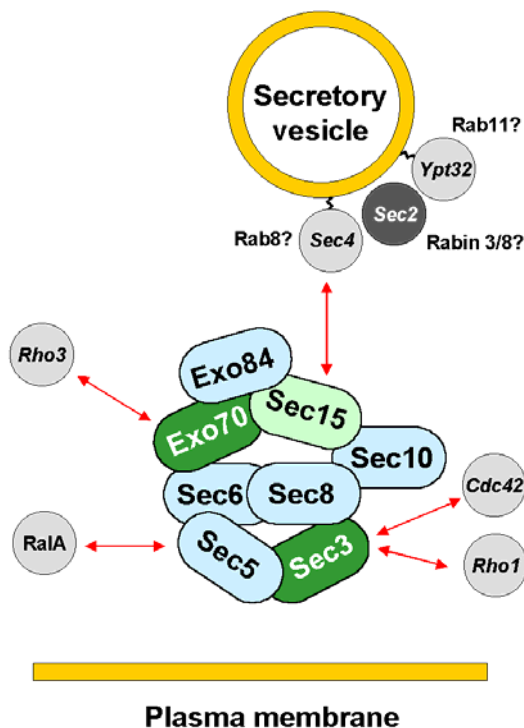 Secretory
vesicle
Rab11?
Ypt32
Sec2
Rab8?
Sec4
Rabin 3/8?
Rho3
Exo84
Exo70
Sec15
Sec10
Sec6
Sec8
Cdc42
RalA
Sec5
Sec3
Rho1
Plasma membrane